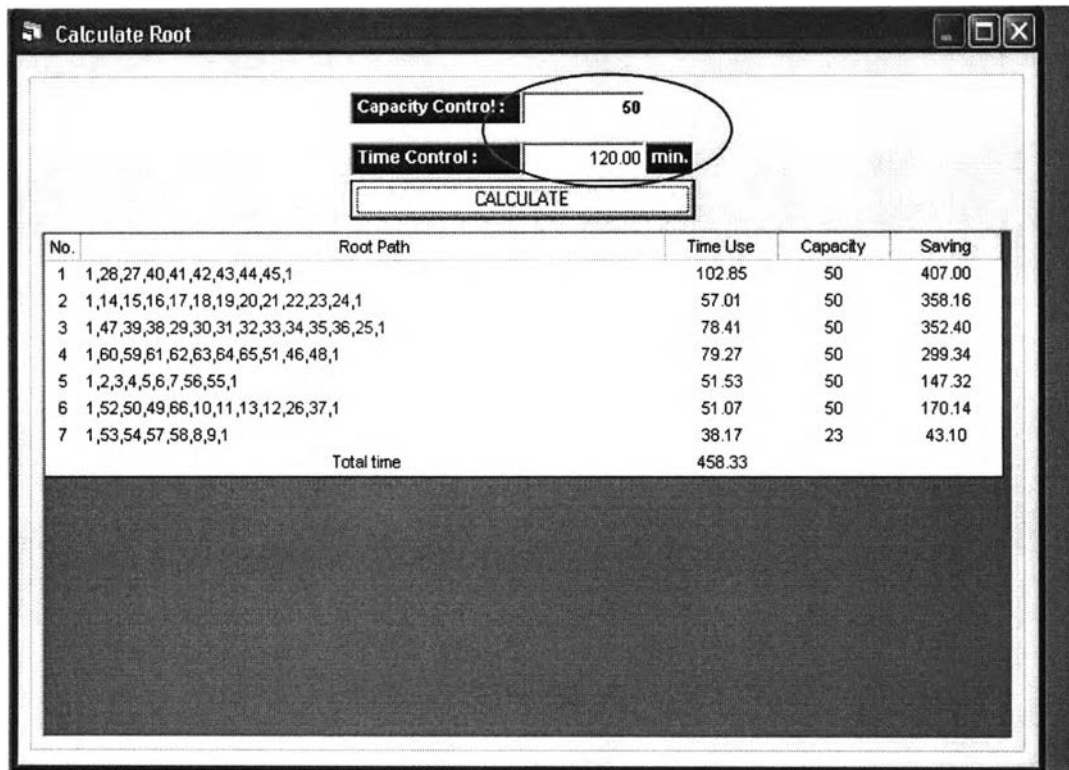 Calculate Root
Capacity Control: 50
Time Control: 120.00 min.
CALCULATE
No. Root Path Time Use Capacity Saving
1 1,28,27,40,41,42,43,44,45,1 102.85 50 407.00
2 1,14,15,16,17,18,19,20,21,22,23,24,1 57.01 50 358.16
3 1,47,39,38,29,30,31,32,33,34,35,36,25,1 78.41 50 352.40
4 1,60,59,61,62,63,64,65,51,46,48,1 79.27 50 299.34
5 1,2,3,4,5,6,7,56,55,1 51.53 50 147.32
6 1,52,50,49,66,10,11,13,12,26,37,1 51.07 50 170.14
7 1,53,54,57,58,8,9,1 38.17 23 43.10
Total time 458.33